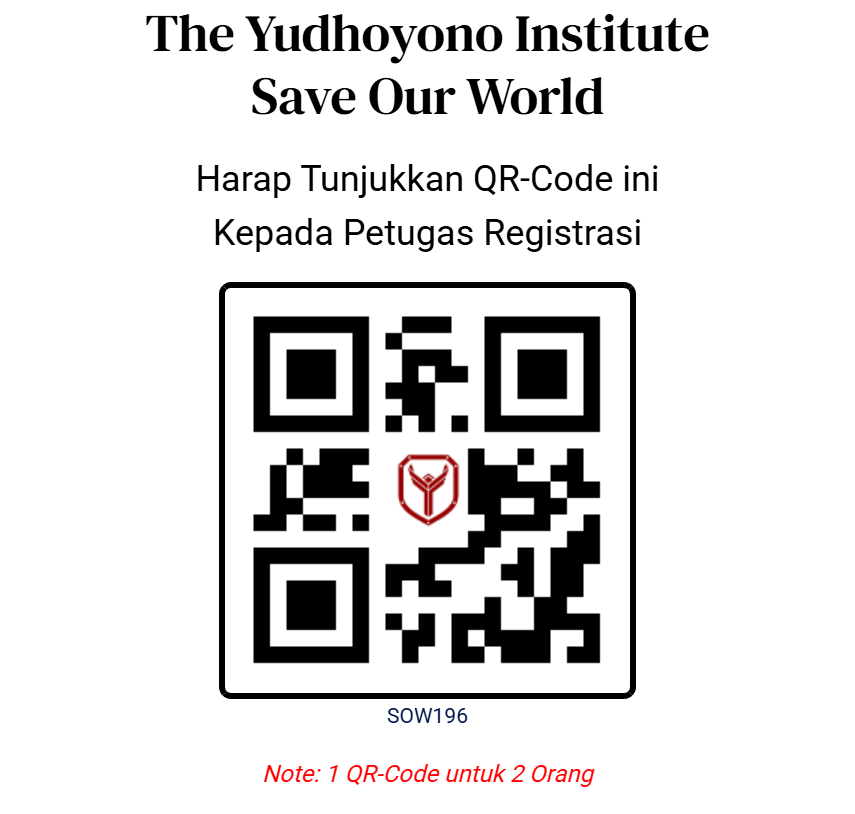 The Yudhoyono Institute
Save Our World
Harap Tunjukkan QR-Code ini
Kepada Petugas Registrasi
SOW196
Note: 1 QR-Code untuk 2 Orang